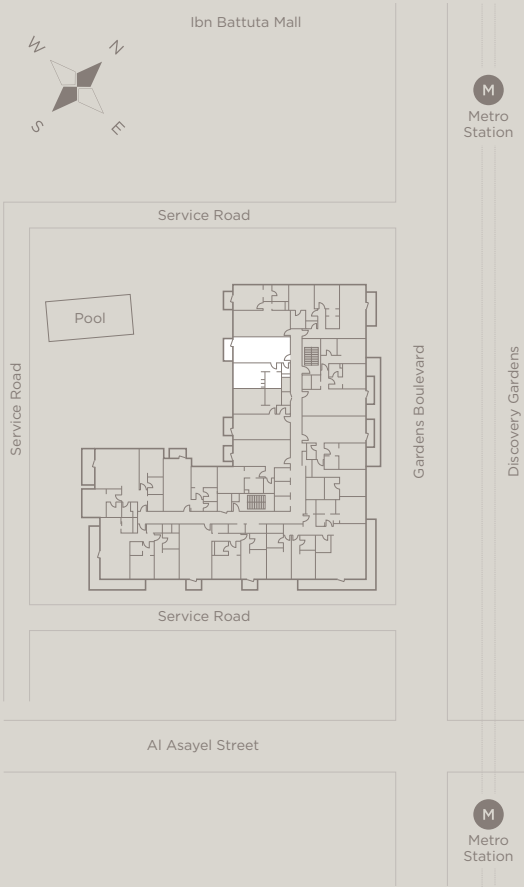 Ibn Battuta Mall
W
N
S
E
M
Metro
Station
Service Road
Pool
Service Road
Gardens Boulevard
Discovery Gardens
Service Road
Al Asayel Street
M
Metro
Station